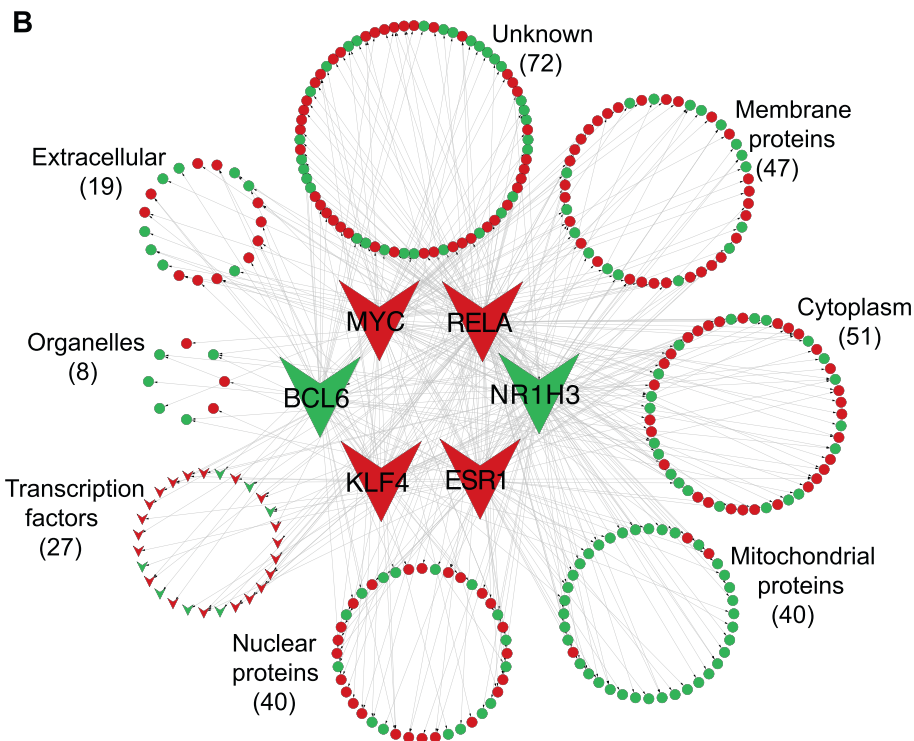 B
Unknown
(72)
Membrane
proteins
(47)
Extracellular
(19)
Cytoplasm
(51)
MYC
RELA
Organelles
(8)
BCL6
NR1H3
KLF4
ESR1
Transcription
factors
(27)
Mitochondrial
proteins
(40)
Nuclear
proteins
(40)